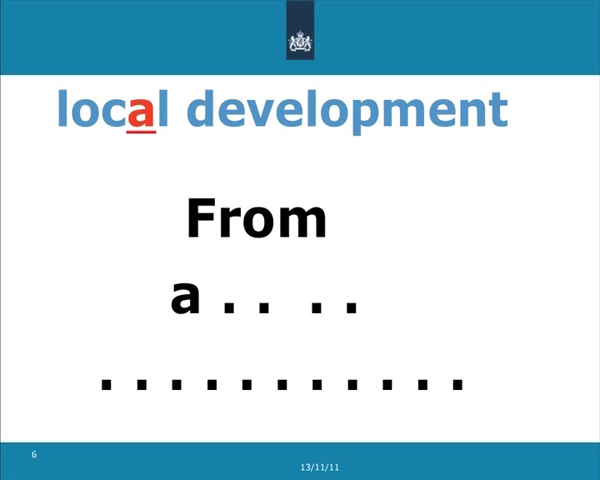 local development
From
a . .  . .
. . . . . . . . . . .
6
13/11/11